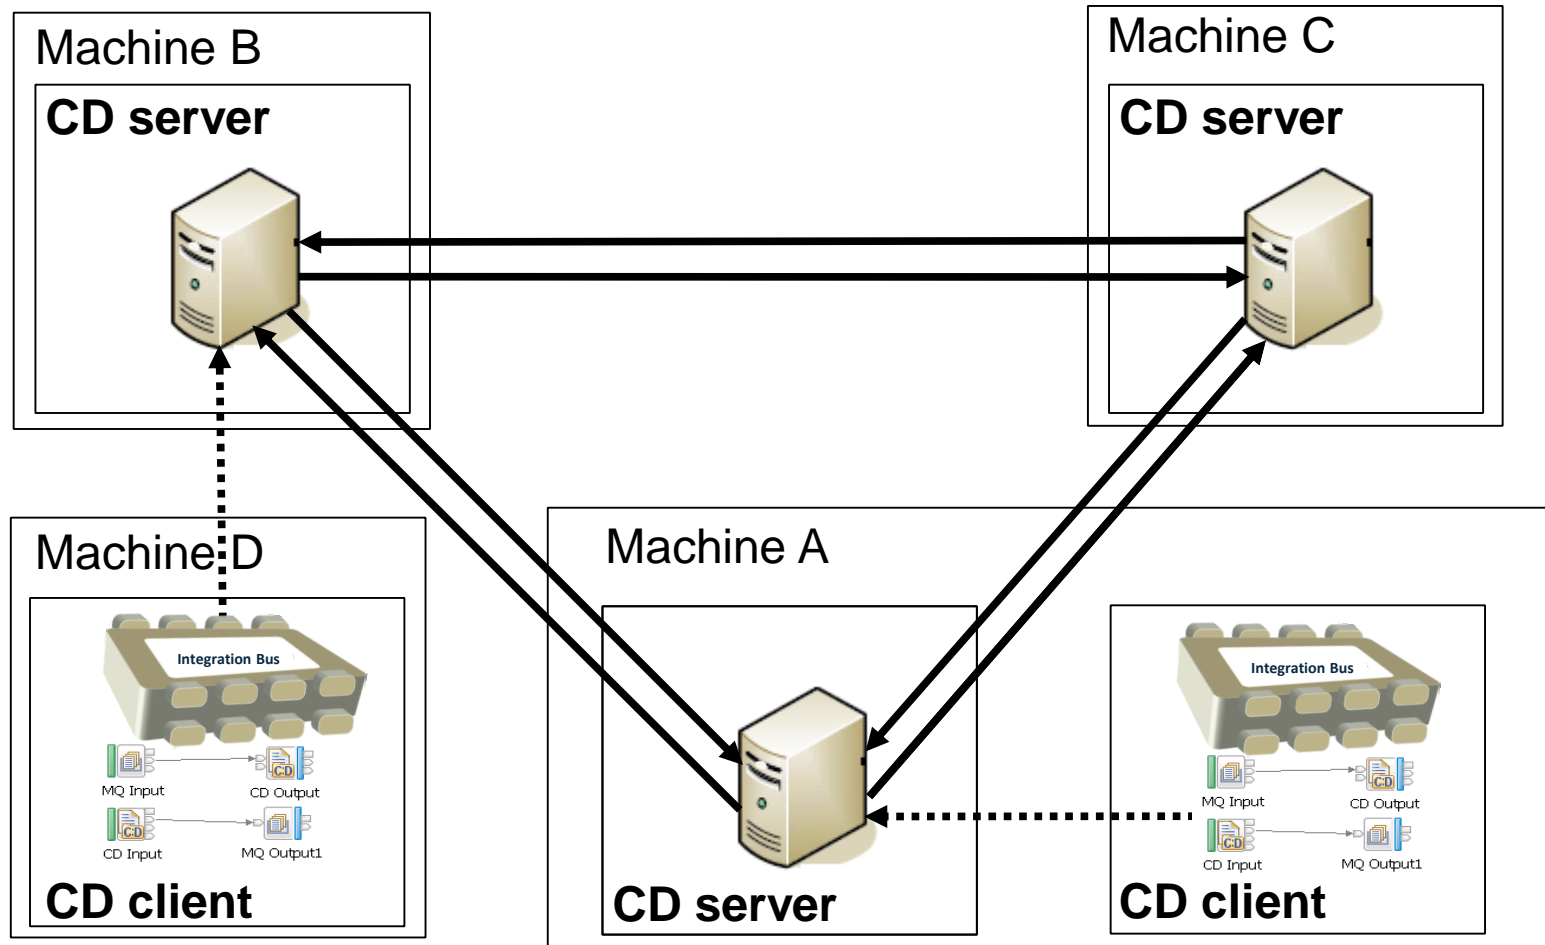 Machine B
CD server
Machine C
CD server
Machine D
Integration Bus
MQ Input
CD Output
C:D
CD Input
C:D
MQ Output1
CD client
Machine A
CD server
Integration Bus
MQ Input
CD Output
C:D
CD Input
C:D
MQ Output1
CD client